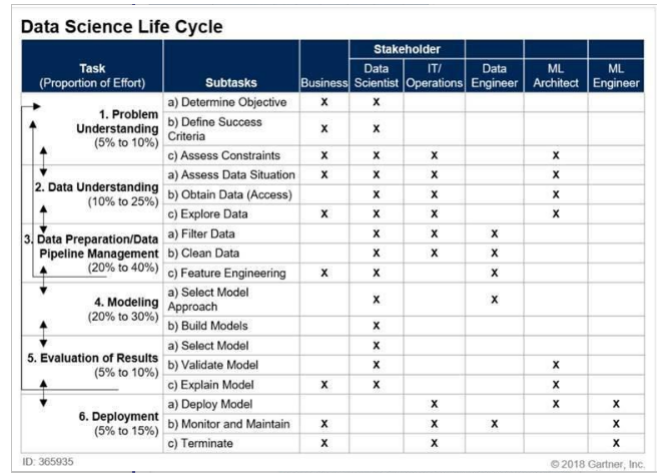 Data Science Life Cycle
Stakeholder
Task
(Proportion of Effort)
Subtasks
Business
Data
Scientist
IT/
Operations
Data
Engineer
ML
Architect
ML
Engineer
1. Problem
Understanding
(5% to 10%)
a) Determine Objective X X
b) Define Success
Criteria X X
c) Assess Constraints X X X X
2. Data Understanding
(10% to 25%)
a) Assess Data Situation X X X X
b) Obtain Data (Access) X X X
c) Explore Data X X X X
3. Data Preparation/Data
Pipeline Management
(20% to 40%)
a) Filter Data X X X
b) Clean Data X X X
c) Feature Engineering X X X
4. Modeling
(20% to 30%)
a) Select Model
Approach X X
b) Build Models X
5. Evaluation of Results
(5% to 10%)
a) Select Model X
b) Validate Model X X
c) Explain Model X X X
6. Deployment
(5% to 15%)
a) Deploy Model X X X
b) Monitor and Maintain X X X X
c) Terminate X X X
ID: 365935
© 2018 Gartner, Inc.